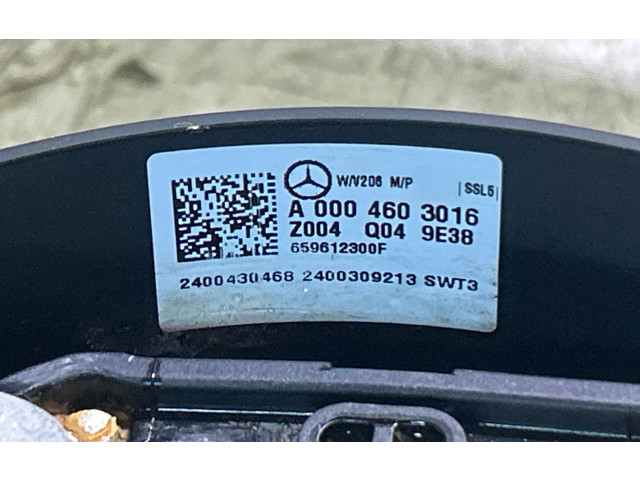 W/V206 M/P |SSL5|
A 000 460 3016
Z004 Q04 9E38
659612300F
2400430468 2400309213 SWT3